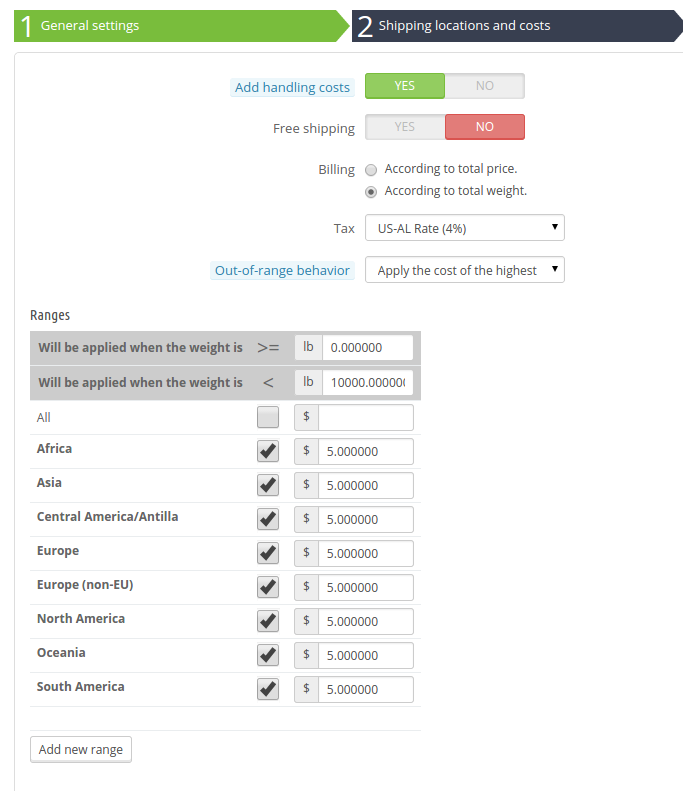 1 General settings
2 Shipping locations and costs
Add handling costs YES NO
Free shipping YES NO
Billing According to total price.
According to total weight.
Tax US-AL Rate (4%)
Out-of-range behavior Apply the cost of the highest
Ranges
Will be applied when the weight is >= lb 0.000000
Will be applied when the weight is < lb 10000.000000
All $
Africa $ 5.000000
Asia $ 5.000000
Central America/Antilla $ 5.000000
Europe $ 5.000000
Europe (non-EU) $ 5.000000
North America $ 5.000000
Oceania $ 5.000000
South America $ 5.000000
Add new range